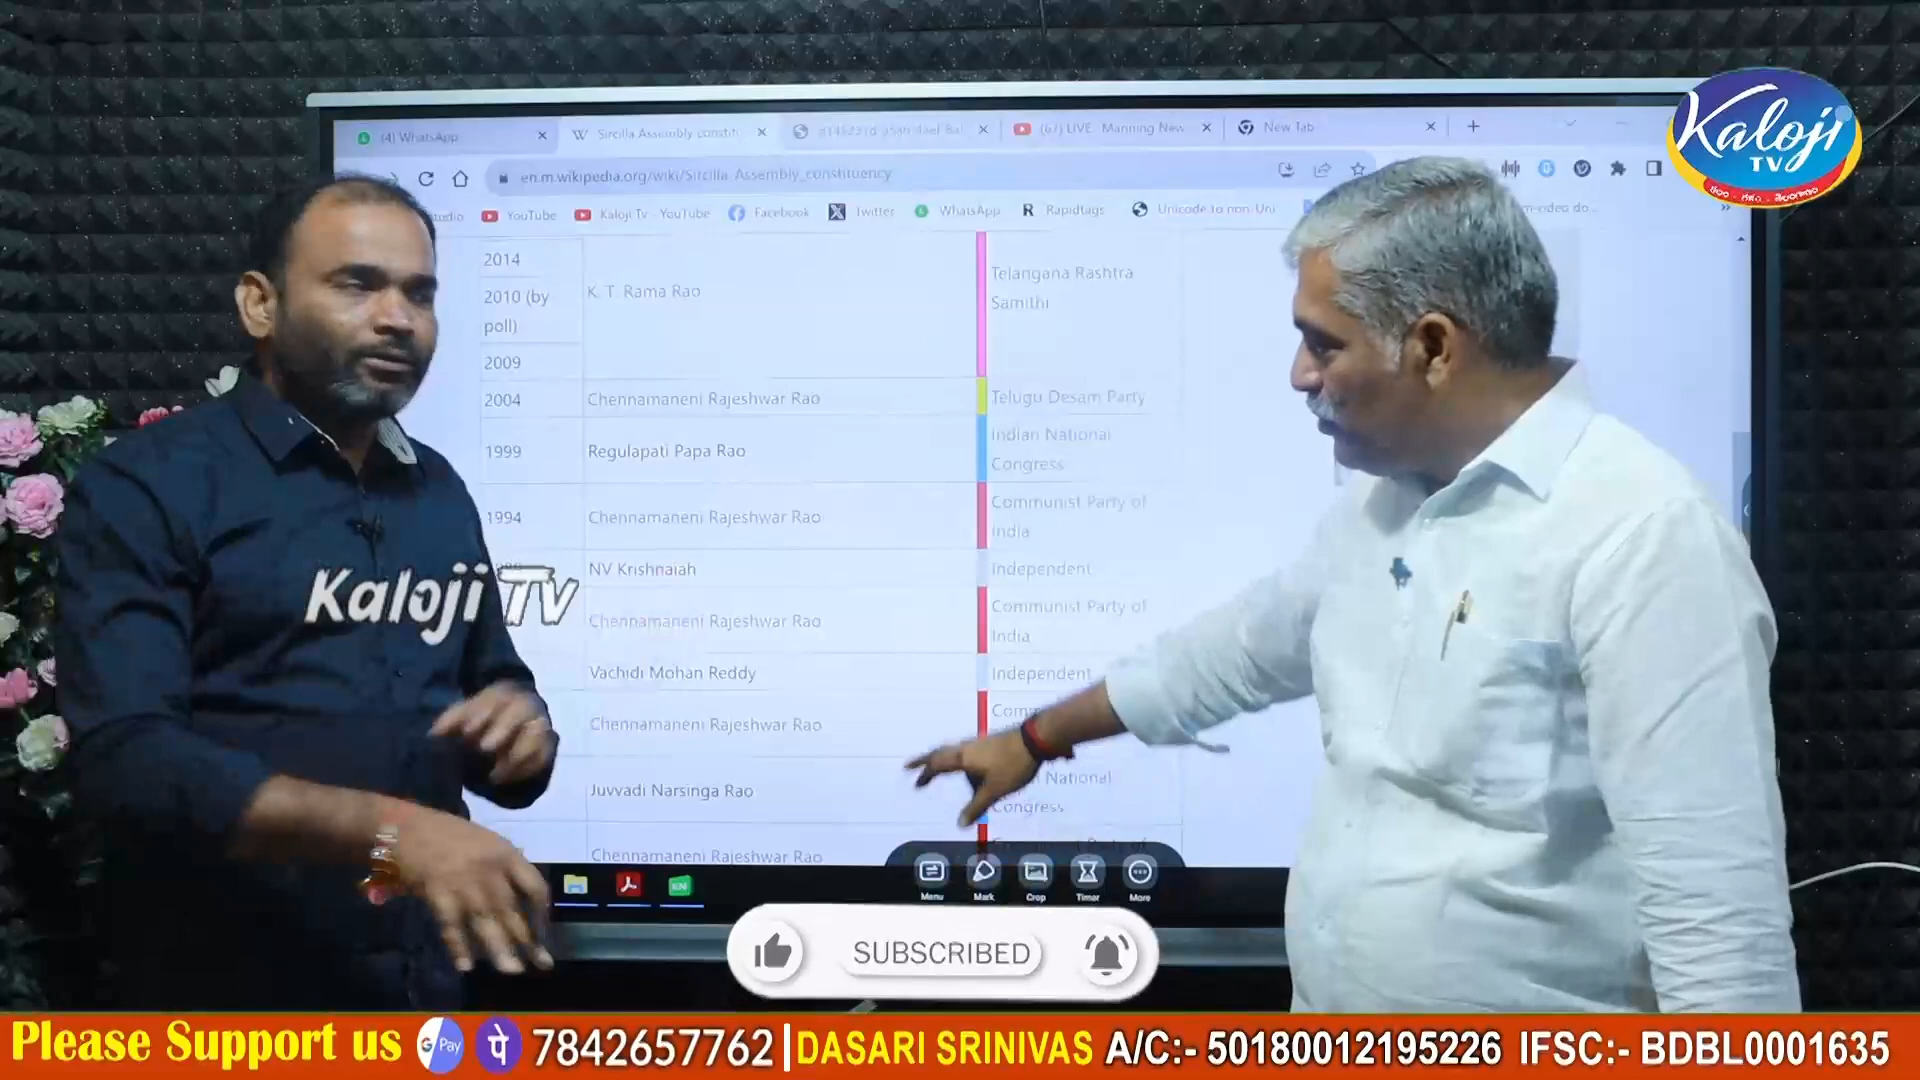 Kaloji
TV
(4) WhatsApp
Sircilla Assembly constit
(67) LIVE
Manning New
New Tab
en.m.wikipedia.org/wiki/Sircilla_Assembly_constituency
YouTube
Kaloji Tv - YouTube
Facebook
Twitter
WhatsApp
Rapidtags
Unicode to non-Uni
2014
2010 (by
poll)
2009
K. T. Rama Rao
Telangana Rashtra
Samithi
2004
Chennamaneni Rajeshwar Rao
Telugu Desam Party
1999
Regulapati Papa Rao
Indian National
Congress
1994
Chennamaneni Rajeshwar Rao
Communist Party of
India
NV Krishnaiah
Independent
Kaloji Tv
Chennamaneni Rajeshwar Rao
Communist Party of
India
Vachidi Mohan Reddy
Independent
Chennamaneni Rajeshwar Rao
Juvvadi Narsinga Rao
National
Congress
Chennamaneni Rajeshwar Rao
Menu
Mark
Crop
Timer
More
SUBSCRIBED
Please Support us
G Pay
पे
7842657762
DASARI SRINIVAS
A/C:- 50180012195226
IFSC:- BDBL0001635